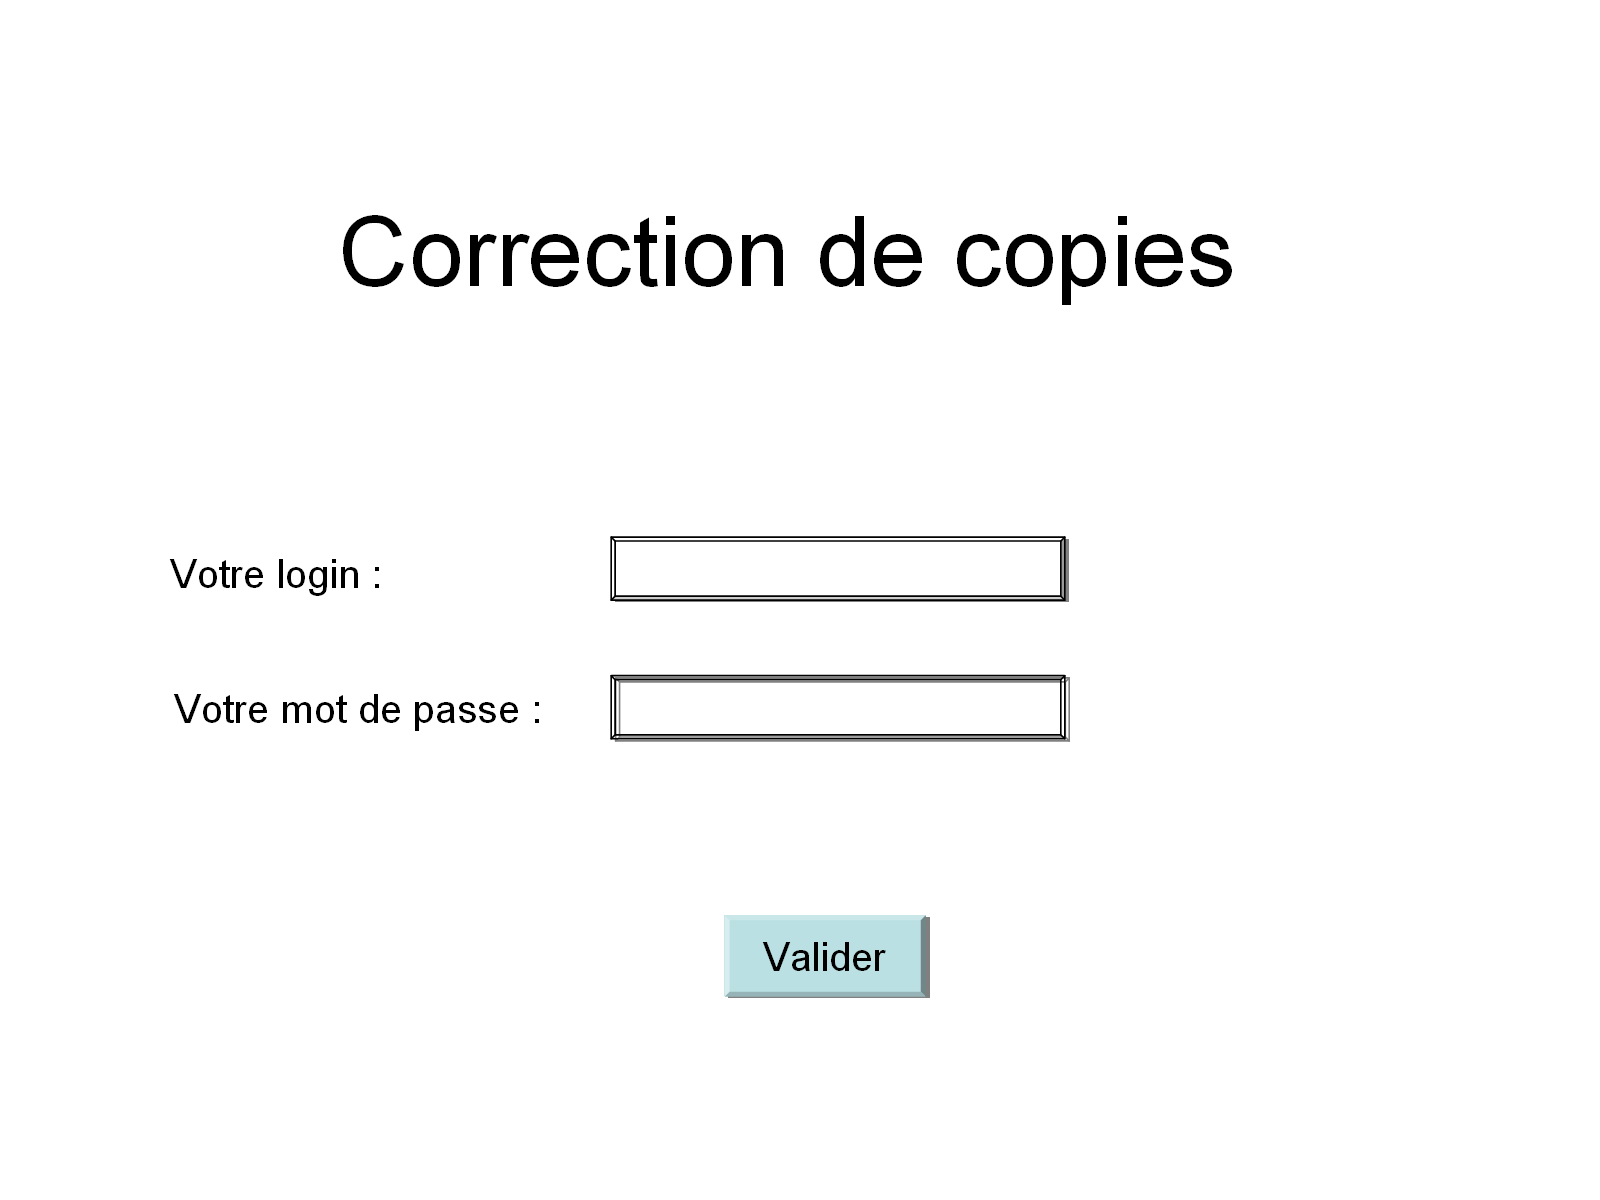 Correction de copies
Votre login :
Votre mot de passe :
Valider